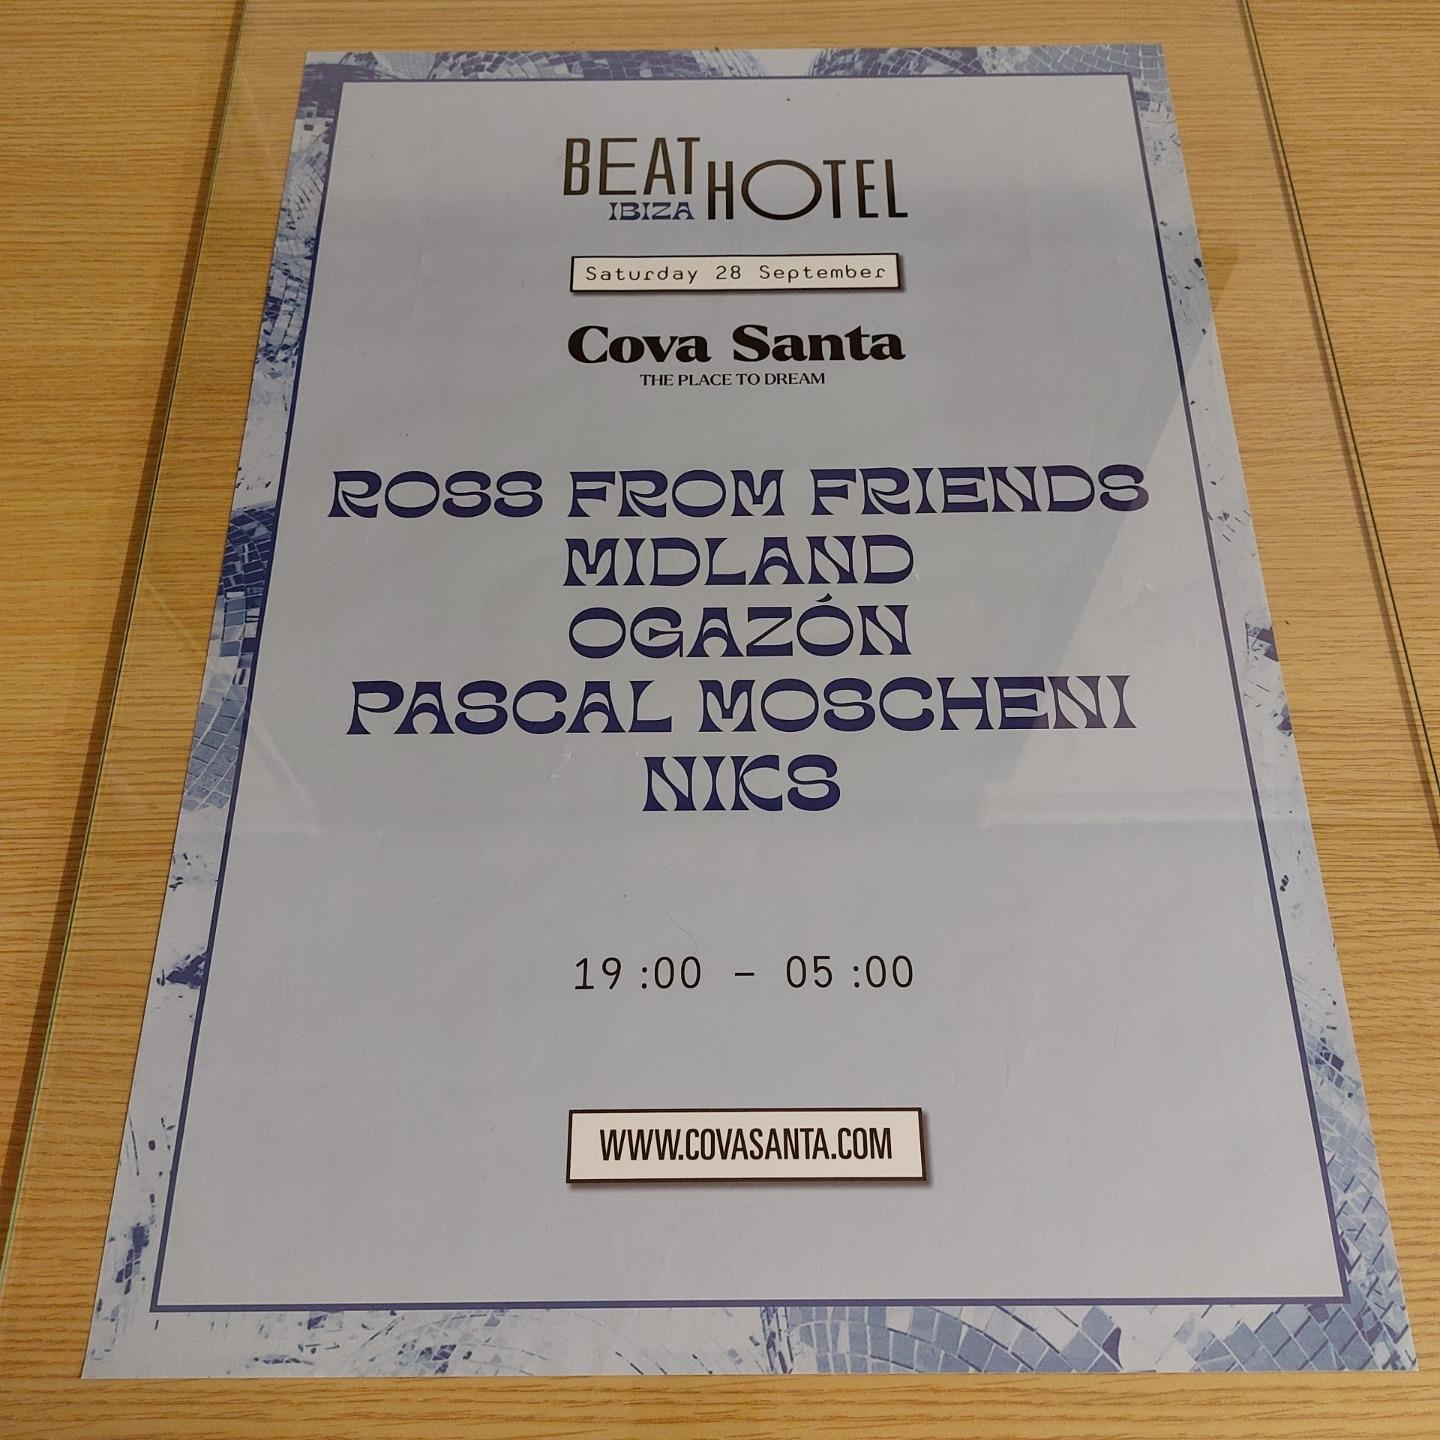 BEAT HOTEL
IBIZA
Saturday 28 September
Cova Santa
THE PLACE TO DREAM
ROSS FROM FRIENDS
MIDLAND
OGAZÓN
PASCAL MOSCHENI
NIKS
19:00 – 05:00
WWW.COVASANTA.COM